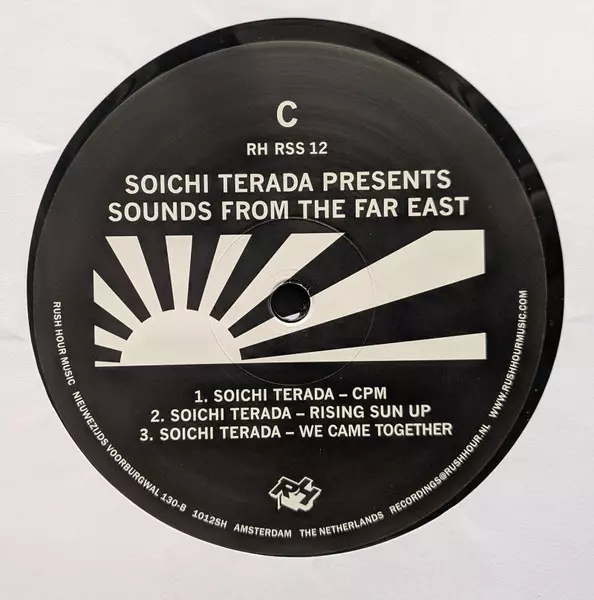 C
RH RSS 12
SOICHI TERADA PRESENTS
SOUNDS FROM THE FAR EAST
1. SOICHI TERADA – CPM
2. SOICHI TERADA – RISING SUN UP
3. SOICHI TERADA – WE CAME TOGETHER
RH
RUSH HOUR MUSIC NIEUWEZIJDS VOORBURGWAL 130-B 1012SH AMSTERDAM THE NETHERLANDS RECORDINGS@RUSHHOUR.NL WWW.RUSHHOURMUSIC.COM